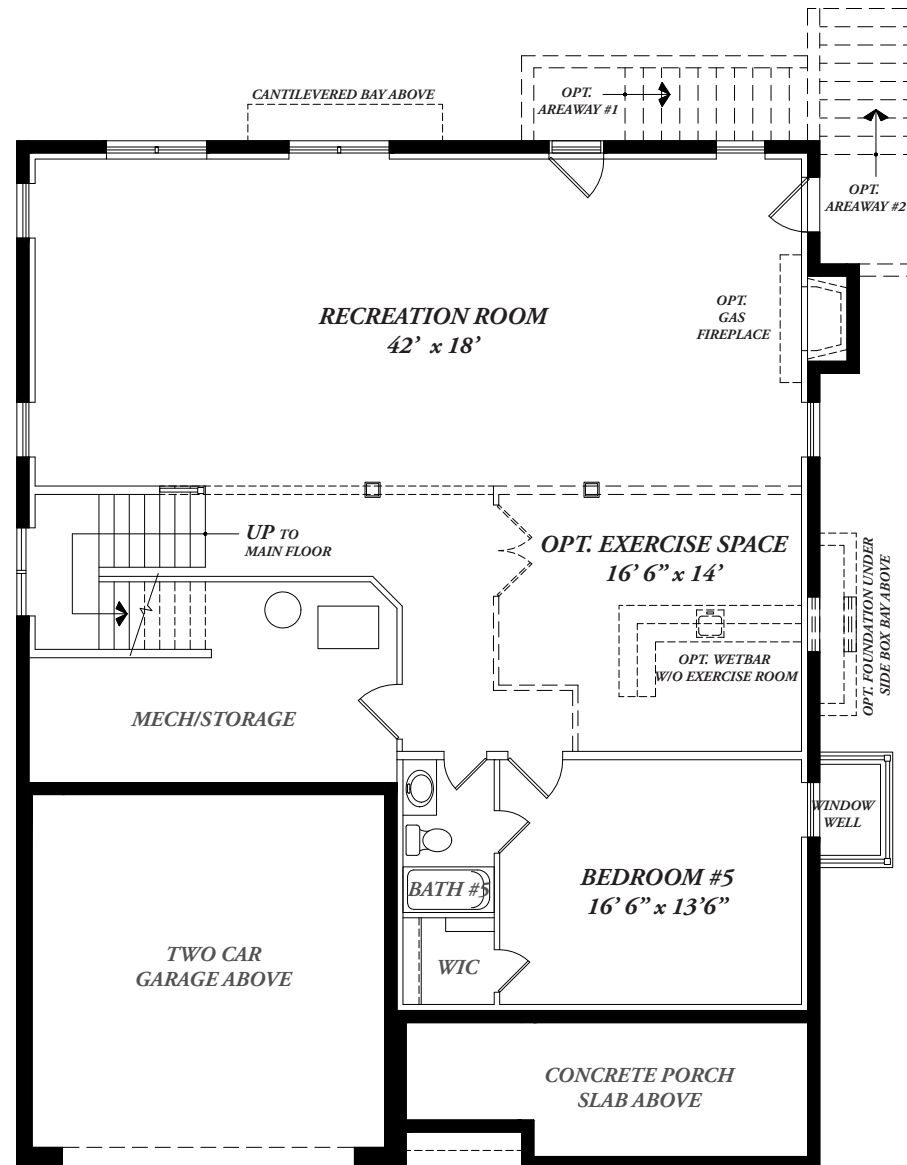 CANTILEVERED BAY ABOVE
OPT.
AREAWAY #1
OPT.
AREAWAY #2
RECREATION ROOM
42’ x 18’
OPT.
GAS
FIREPLACE
UP TO
MAIN FLOOR
OPT. EXERCISE SPACE
16’ 6” x 14’
OPT. WETBAR
W/O EXERCISE ROOM
OPT. FOUNDATION UNDER
SIDE BOX BAY ABOVE
MECH/STORAGE
WINDOW
WELL
BEDROOM #5
16’ 6” x 13’6”
BATH #5
WIC
TWO CAR
GARAGE ABOVE
CONCRETE PORCH
SLAB ABOVE